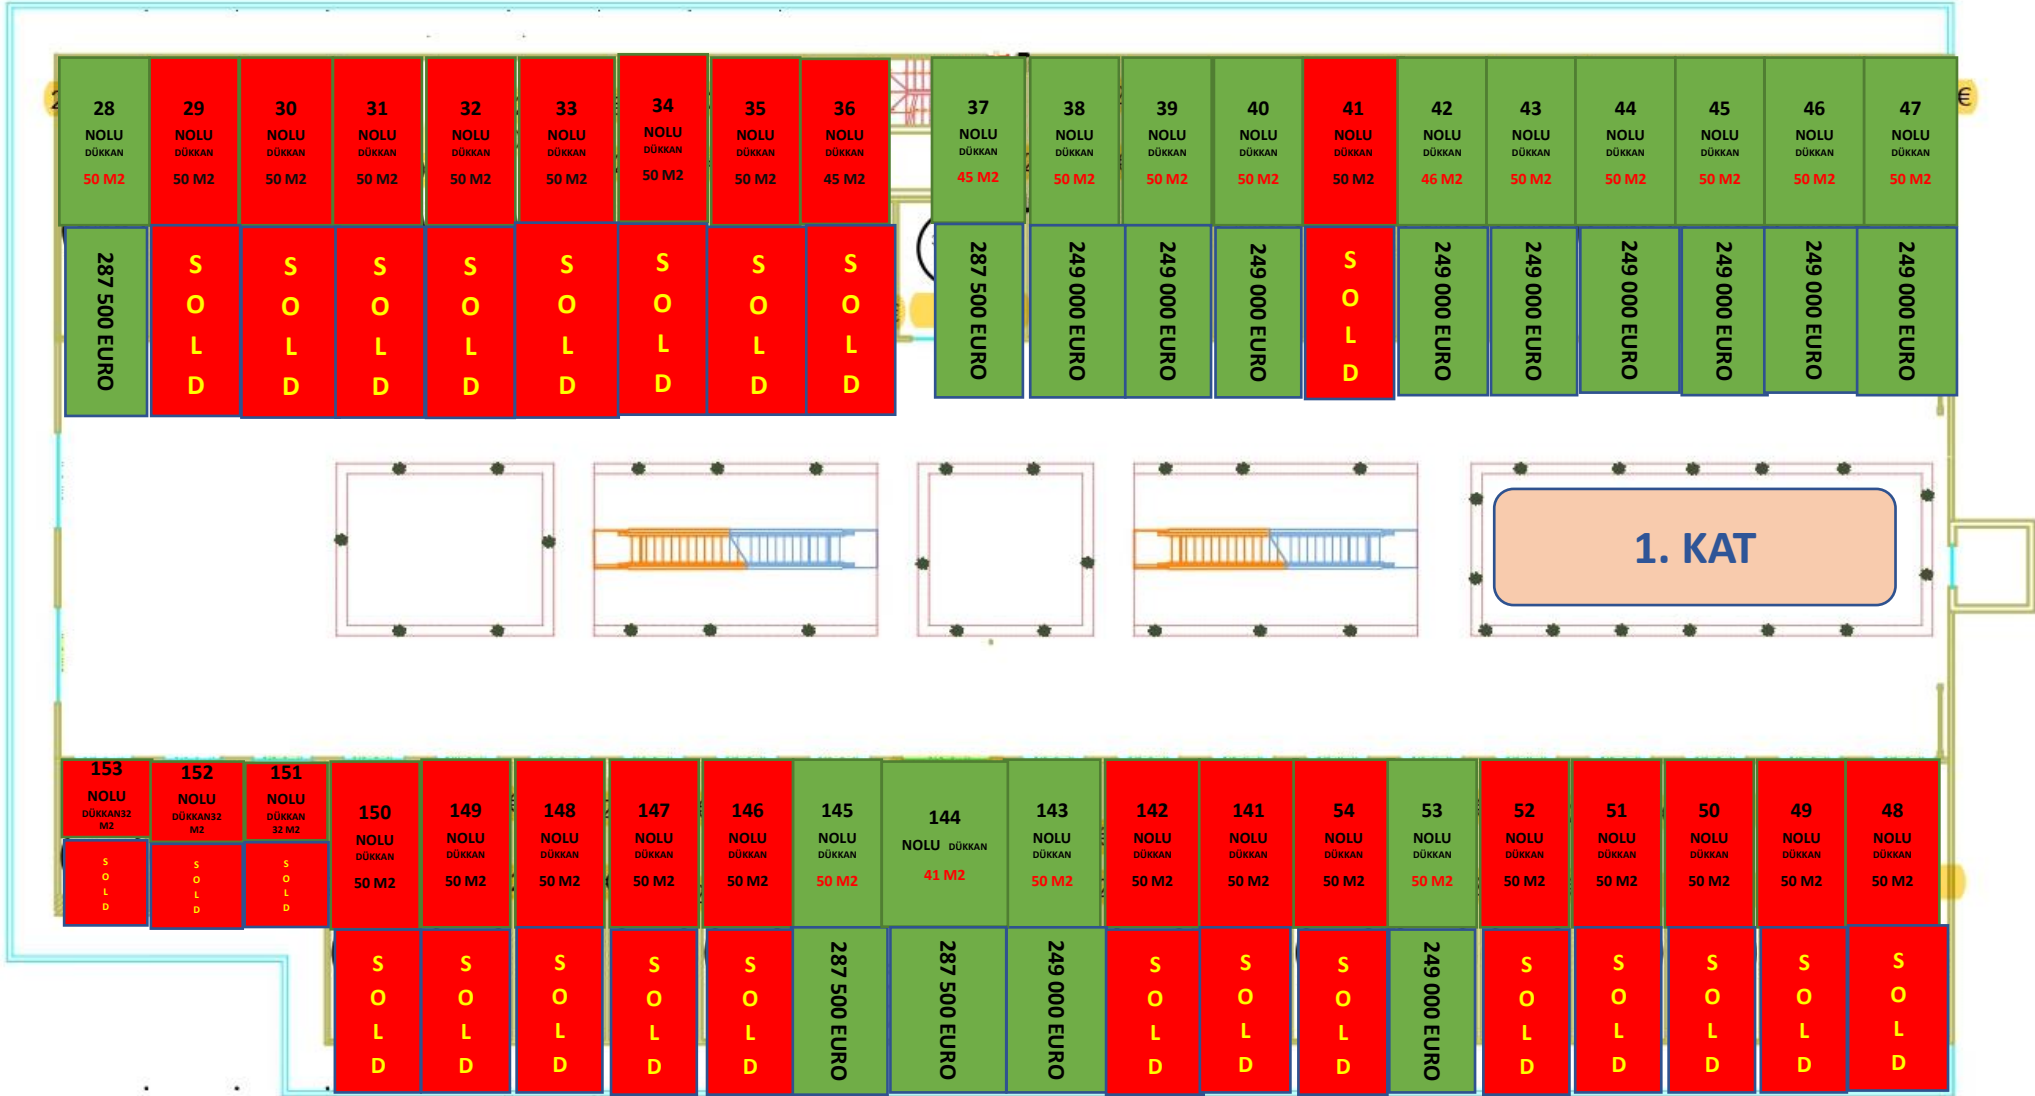 28
NOLU
DÜKKAN
50 M2
287 500 EURO
29
NOLU
DÜKKAN
50 M2
SOLD
30
NOLU
DÜKKAN
50 M2
SOLD
31
NOLU
DÜKKAN
50 M2
SOLD
32
NOLU
DÜKKAN
50 M2
SOLD
33
NOLU
DÜKKAN
50 M2
SOLD
34
NOLU
DÜKKAN
50 M2
SOLD
35
NOLU
DÜKKAN
50 M2
SOLD
36
NOLU
DÜKKAN
45 M2
SOLD
37
NOLU
DÜKKAN
45 M2
287 500 EURO
38
NOLU
DÜKKAN
50 M2
249 000 EURO
39
NOLU
DÜKKAN
50 M2
249 000 EURO
40
NOLU
DÜKKAN
50 M2
249 000 EURO
41
NOLU
DÜKKAN
50 M2
SOLD
42
NOLU
DÜKKAN
46 M2
249 000 EURO
43
NOLU
DÜKKAN
50 M2
249 000 EURO
44
NOLU
DÜKKAN
50 M2
249 000 EURO
45
NOLU
DÜKKAN
50 M2
249 000 EURO
46
NOLU
DÜKKAN
50 M2
249 000 EURO
47
NOLU
DÜKKAN
50 M2
249 000 EURO
1. KAT
153
NOLU
DÜKKAN32
M2
SOLD
152
NOLU
DÜKKAN32
M2
SOLD
151
NOLU
DÜKKAN
32 M2
SOLD
150
NOLU
DÜKKAN
50 M2
SOLD
149
NOLU
DÜKKAN
50 M2
SOLD
148
NOLU
DÜKKAN
50 M2
SOLD
147
NOLU
DÜKKAN
50 M2
SOLD
146
NOLU
DÜKKAN
50 M2
SOLD
145
NOLU
DÜKKAN
50 M2
287 500 EURO
144
NOLU DÜKKAN
41 M2
287 500 EURO
143
NOLU
DÜKKAN
50 M2
249 000 EURO
142
NOLU
DÜKKAN
50 M2
SOLD
141
NOLU
DÜKKAN
50 M2
SOLD
54
NOLU
DÜKKAN
50 M2
SOLD
53
NOLU
DÜKKAN
50 M2
249 000 EURO
52
NOLU
DÜKKAN
50 M2
SOLD
51
NOLU
DÜKKAN
50 M2
SOLD
50
NOLU
DÜKKAN
50 M2
SOLD
49
NOLU
DÜKKAN
50 M2
SOLD
48
NOLU
DÜKKAN
50 M2
SOLD